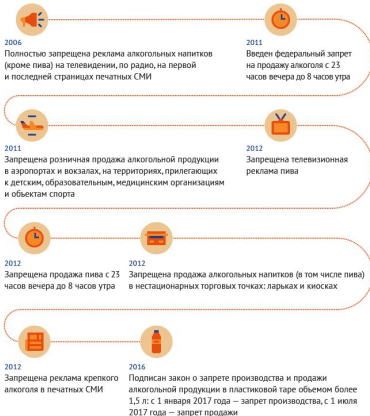 2006
Полностью запрещена реклама алкогольных напитков
(кроме пива) на телевидении, по радио, на первой
и последней страницах печатных СМИ
2011
Введен федеральный запрет
на продажу алкоголя с 23
часов вечера до 8 часов утра
2011
Запрещена розничная продажа алкогольной продукции
в аэропортах и вокзалах, на территориях, прилегающих
к детским, образовательным, медицинским организациям
и объектам спорта
2012
Запрещена телевизионная
реклама пива
2012
Запрещена продажа пива с 23
часов вечера до 8 часов утра
2012
Запрещена продажа алкогольных напитков (в том числе пива)
в нестационарных торговых точках: ларьках и киосках
2012
Запрещена реклама крепкого
алкоголя в печатных СМИ
2016
Подписан закон о запрете производства и продажи
алкогольной продукции в пластиковой таре объемом более
1,5 л: с 1 января 2017 года — запрет производства, с 1 июля
2017 года — запрет продажи